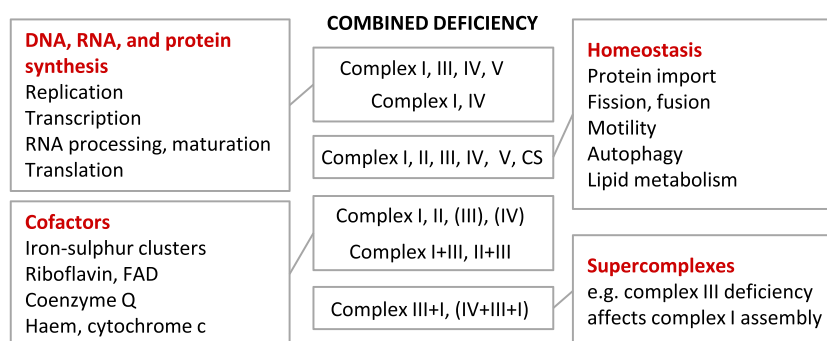 COMBINED DEFICIENCY
DNA, RNA, and protein
synthesis
Replication
Transcription
RNA processing, maturation
Translation
Cofactors
Iron-sulphur clusters
Riboflavin, FAD
Coenzyme Q
Haem, cytochrome c
Complex I, III, IV, V
Complex I, IV
Complex I, II, III, IV, V, CS
Complex I, II, (III), (IV)
Complex I+III, II+III
Complex III+I, (IV+III+I)
Homeostasis
Protein import
Fission, fusion
Motility
Autophagy
Lipid metabolism
Supercomplexes
e.g. complex III deficiency
affects complex I assembly